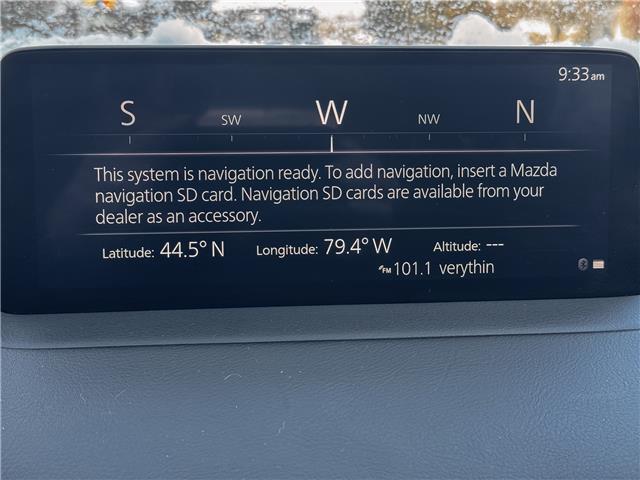 9:33 am
S SW W NW N
This system is navigation ready. To add navigation, insert a Mazda
navigation SD card. Navigation SD cards are available from your
dealer as an accessory.
Latitude: 44.5° N Longitude: 79.4° W Altitude: ---
FM 101.1 verythin